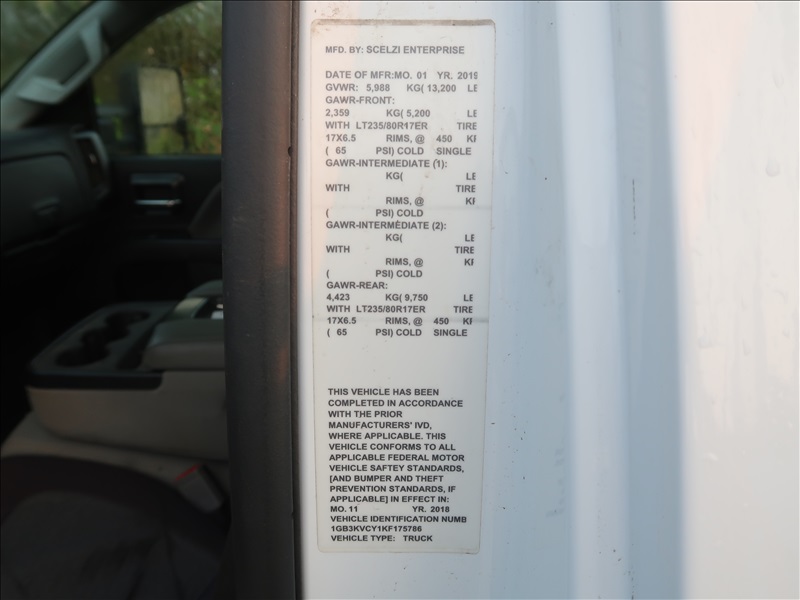 MFD. BY: SCELZI ENTERPRISE
DATE OF MFR:MO. 01 YR. 2019
GVWR: 5,988 KG( 13,200 LB
GAWR-FRONT:
2,359 KG( 5,200 LB
WITH LT235/80R17ER TIRE
17X6.5 RIMS, @ 450 KP
( 65 PSI) COLD SINGLE
GAWR-INTERMEDIATE (1):
KG( LB
WITH TIRE
RIMS, @ KP
( PSI) COLD
GAWR-INTERMEDIATE (2):
KG( LB
WITH TIRE
RIMS, @ KP
( PSI) COLD
GAWR-REAR:
4,423 KG( 9,750 LB
WITH LT235/80R17ER TIRE
17X6.5 RIMS, @ 450 KP
( 65 PSI) COLD SINGLE
THIS VEHICLE HAS BEEN
COMPLETED IN ACCORDANCE
WITH THE PRIOR
MANUFACTURERS' IVD,
WHERE APPLICABLE. THIS
VEHICLE CONFORMS TO ALL
APPLICABLE FEDERAL MOTOR
VEHICLE SAFTEY STANDARDS,
[AND BUMPER AND THEFT
PREVENTION STANDARDS, IF
APPLICABLE] IN EFFECT IN:
MO. 11 YR. 2018
VEHICLE IDENTIFICATION NUMB
1GB3KVCY1KF175786
VEHICLE TYPE: TRUCK